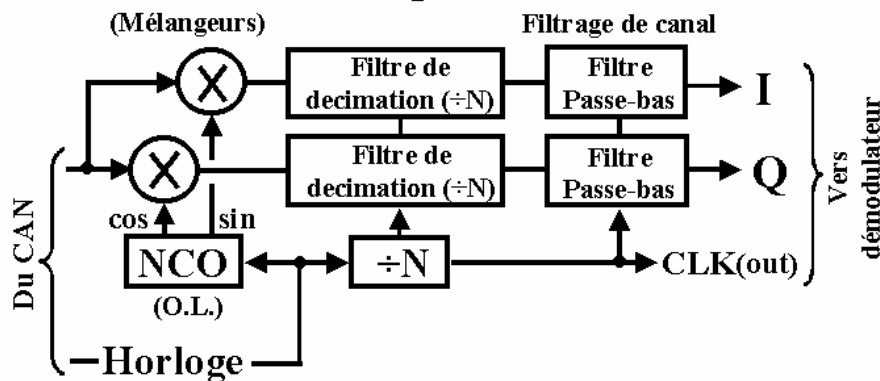 (Mélangeurs)
Filtrage de canal
Filtre de
decimation (÷N)
Filtre
Passe-bas
I
Filtre de
decimation (÷N)
Filtre
Passe-bas
Q
cos
sin
NCO
(O.L.)
÷N
CLK(out)
Horloge
Du CAN
Vers
démodulateur